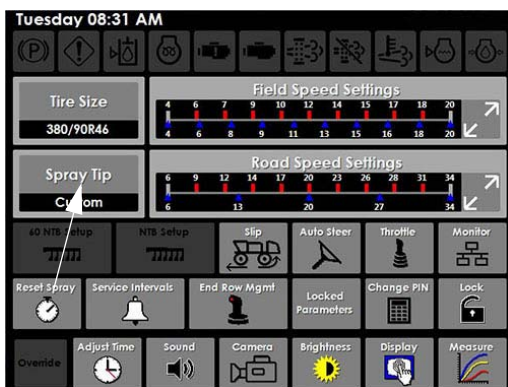 Tuesday 08:31 AM
(P)
Tire Size
380/90R46
Field Speed Settings
4 6 7 9 10 12 14 15 17 18 20
4 6 8 9 11 13 15 16 18 20
Spray Tip
Custom
Road Speed Settings
6 9 12 14 17 20 23 26 28 31 34
6 13 20 27 34
60 NTB Setup
NTB Setup
Slip
Auto Steer
Throttle
Monitor
Reset Spray
Service Intervals
End Row Mgmt
Locked
Parameters
Change PIN
Lock
Override
Adjust Time
Sound
Camera
Brightness
Display
Measure